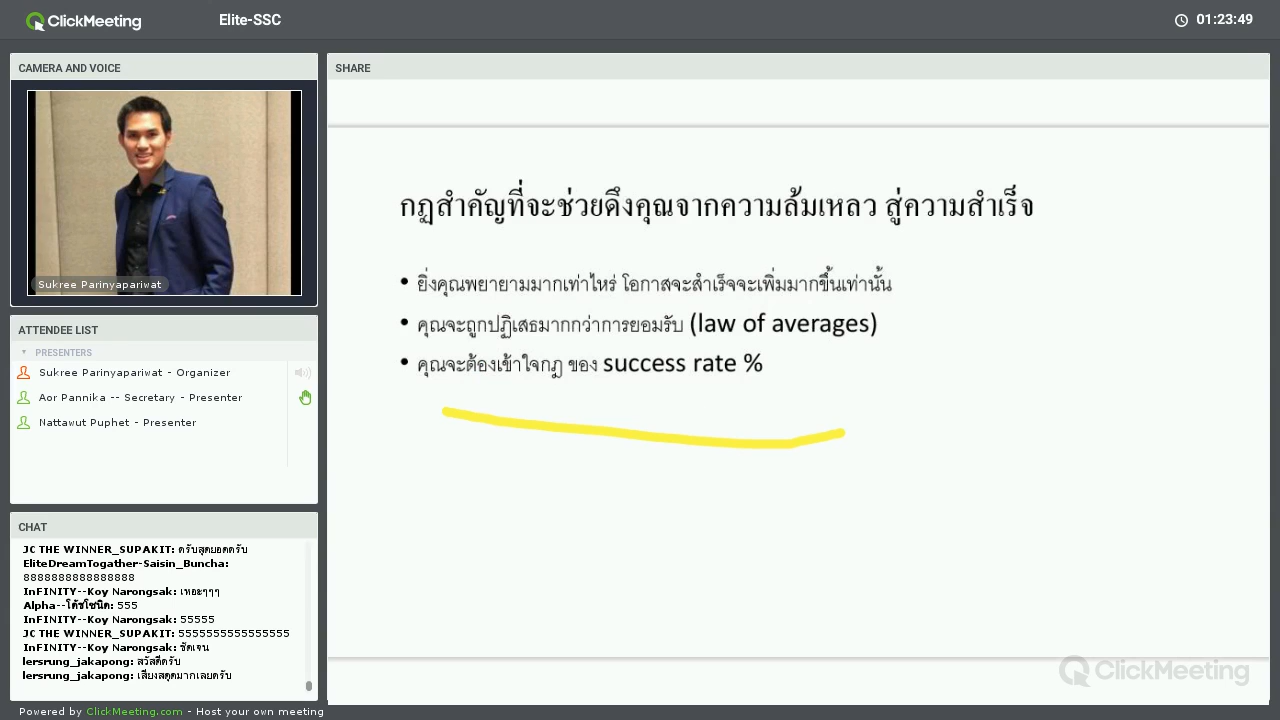 ClickMeeting
Elite-SSC
01:23:49
CAMERA AND VOICE
Sukree Parinyapariwat
ATTENDEE LIST
PRESENTERS
Sukree Parinyapariwat - Organizer
Aor Pannika -- Secretary - Presenter
Nattawut Puphet - Presenter
CHAT
JC THE WINNER_SUPAKIT: ครับสุดยอดครับ
EliteDreamTogather-Saisin_Buncha:
8888888888888888
InFINITY--Koy Narongsak: เหอะๆๆๆ
Alpha--โค้ชโชนิด: 555
InFINITY--Koy Narongsak: 55555
JC THE WINNER_SUPAKIT: 5555555555555555
InFINITY--Koy Narongsak: ชัดเจน
lersrung_jakapong: สวัสดีครับ
lersrung_jakapong: เสียงสดุดมากเลยครับ
Powered by ClickMeeting.com - Host your own meeting
SHARE
กฏสำคัญที่จะช่วยดึงคุณจากความล้มเหลว สู่ความสำเร็จ
• ยิ่งคุณพยายามมากเท่าไหร่ โอกาสจะสำเร็จจะเพิ่มมากขึ้นเท่านั้น
• คุณจะถูกปฏิเสธมากกว่าการยอมรับ (law of averages)
• คุณจะต้องเข้าใจกฏ ของ success rate %
ClickMeeting